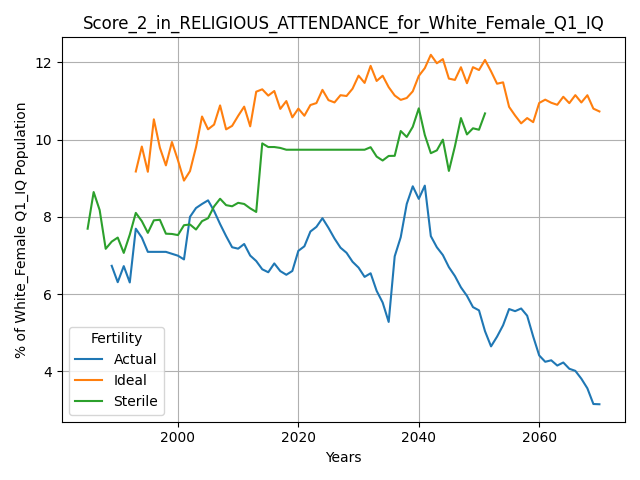 Score_2_in_RELIGIOUS_ATTENDANCE_for_White_Female_Q1_IQ
% of White_Female Q1_IQ Population
12
10
8
6
4
Fertility
Actual
Ideal
Sterile
2000 2020 2040 2060
Years